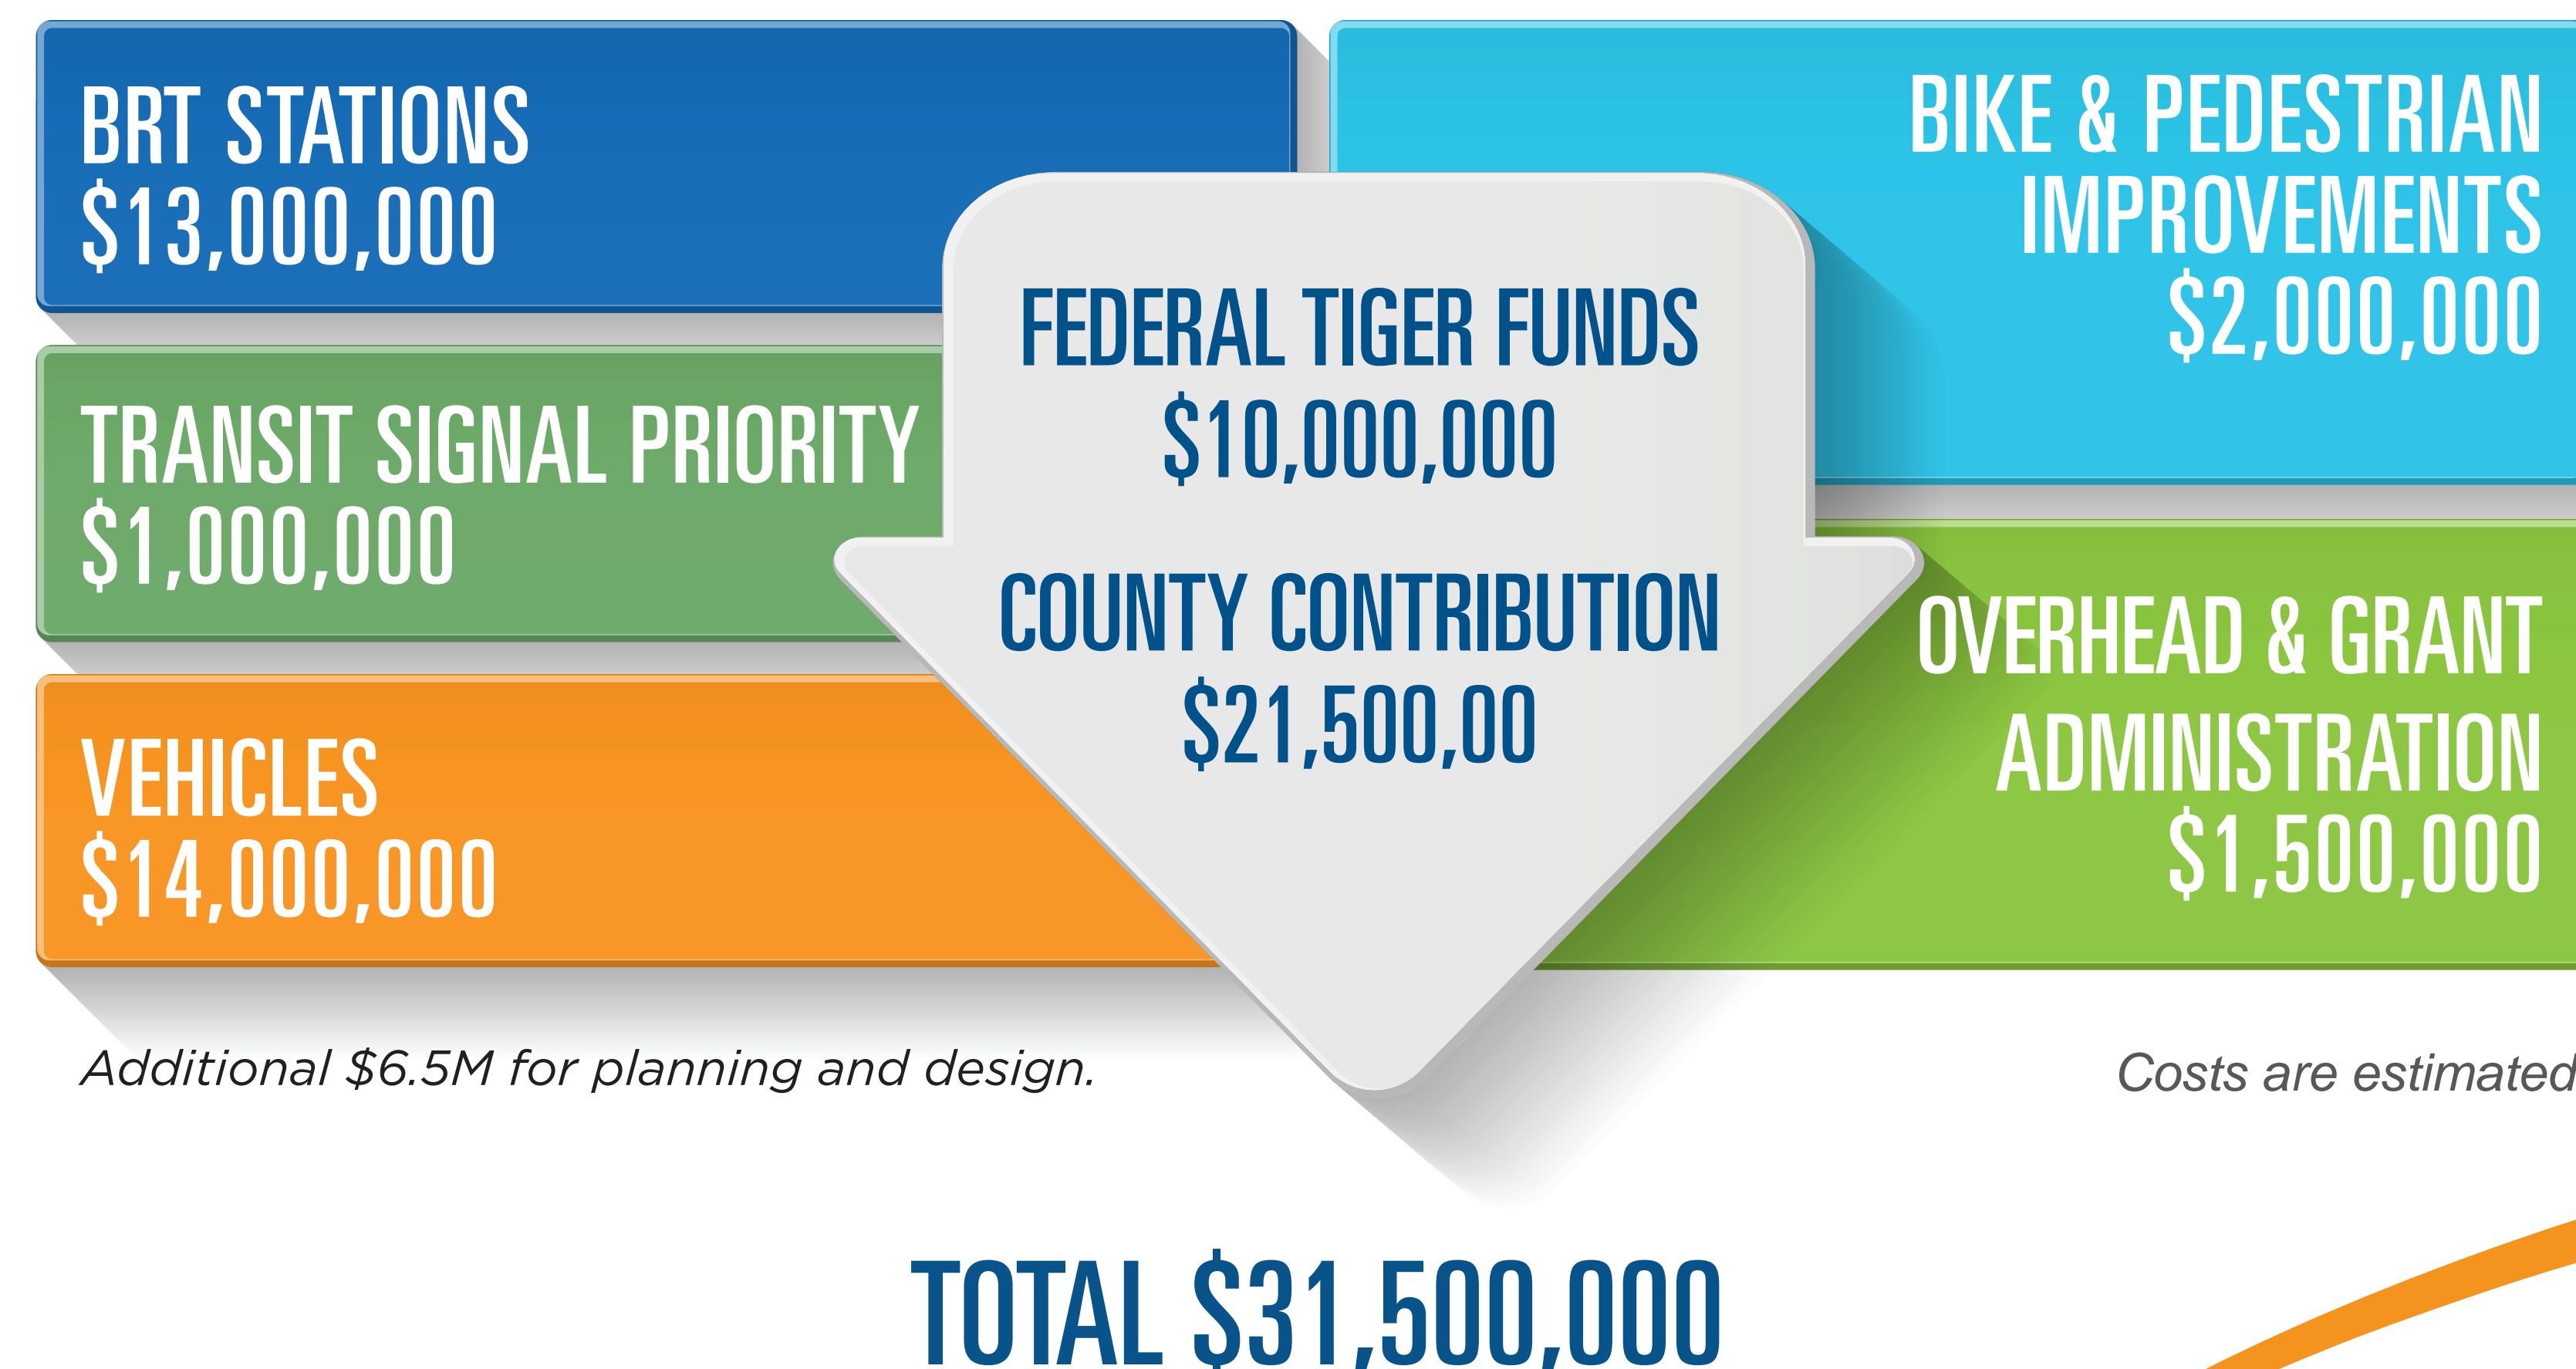 BRT STATIONS
$13,000,000
TRANSIT SIGNAL PRIORITY
$1,000,000
VEHICLES
$14,000,000
FEDERAL TIGER FUNDS
$10,000,000
COUNTY CONTRIBUTION
$21,500,00
BIKE & PEDESTRIAN
IMPROVEMENTS
$2,000,000
OVERHEAD & GRANT
ADMINISTRATION
$1,500,000
Additional $6.5M for planning and design.
Costs are estimated
TOTAL $31,500,000